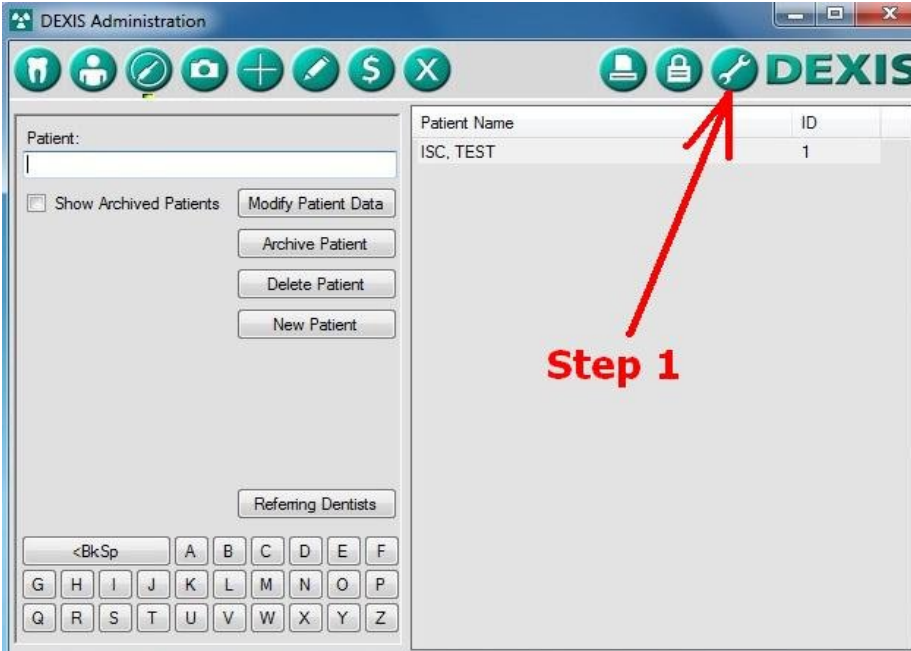 DEXIS Administration
$ X DEXIS
Patient:
Show Archived Patients
Modify Patient Data
Archive Patient
Delete Patient
New Patient
Referring Dentists
<BkSp A B C D E F
G H I J K L M N O P
Q R S T U V W X Y Z
Patient Name ID
ISC, TEST 1
Step 1